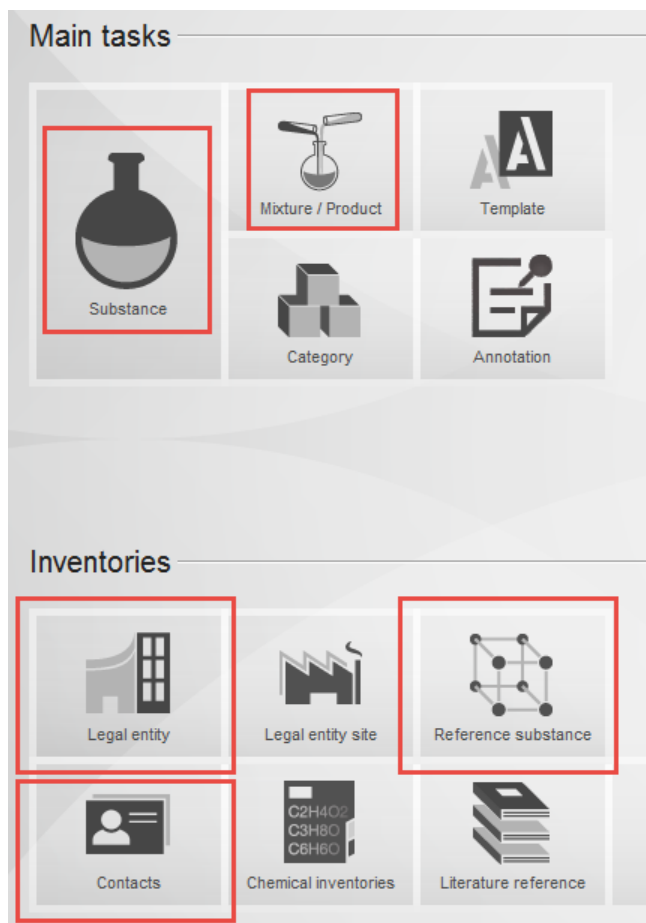 Main tasks
Substance
Mixture / Product
Template
Category
Annotation
Inventories
Legal entity
Legal entity site
Reference substance
Contacts
C2H4O2
C3H8O
C6H6O
Chemical inventories
Literature reference